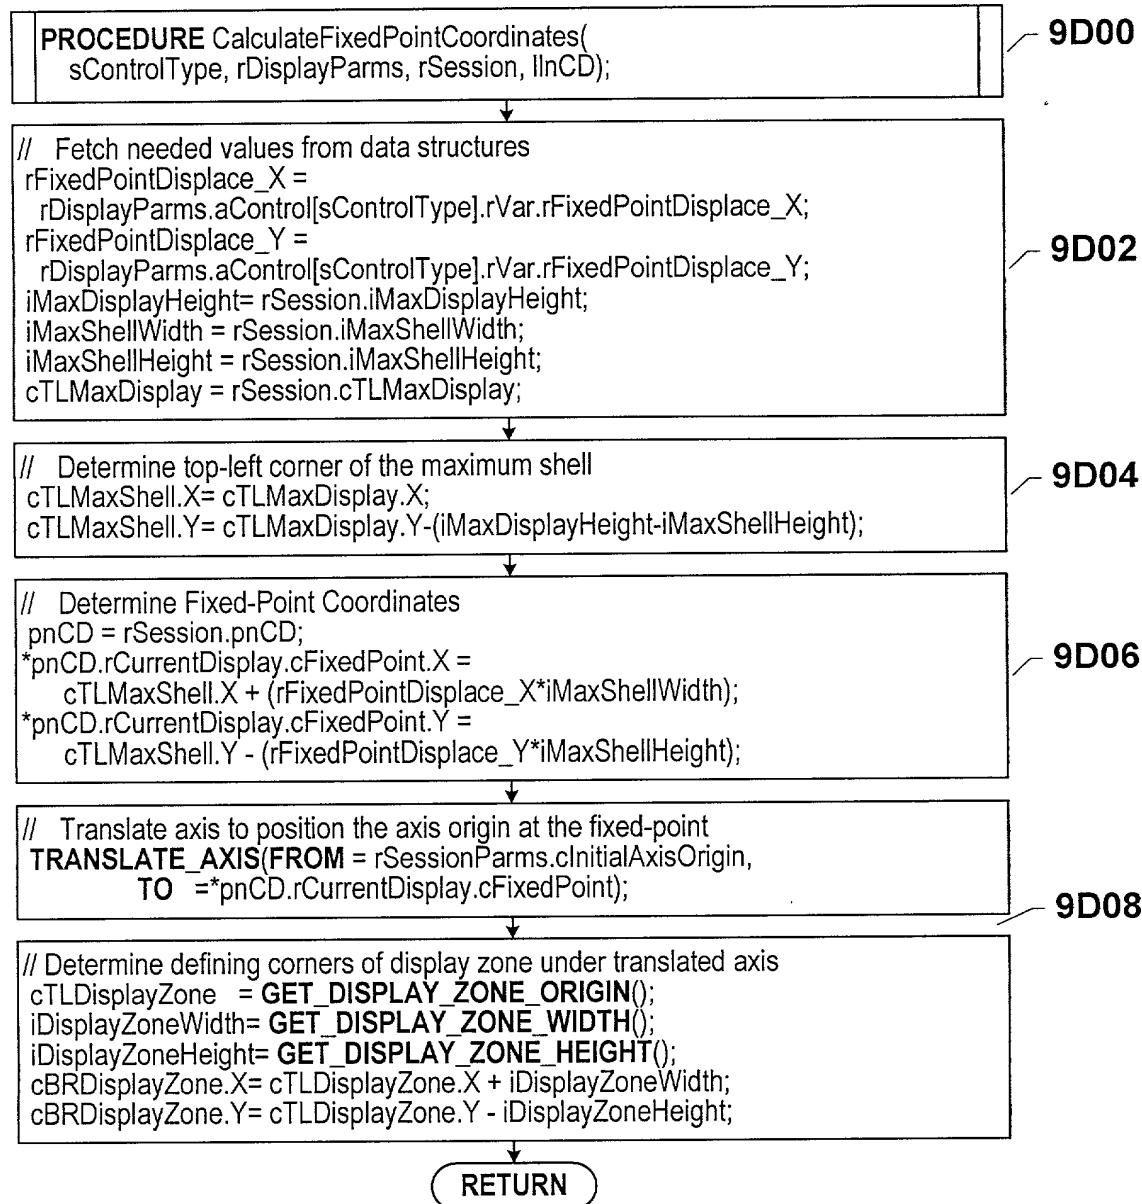 PROCEDURE CalculateFixedPointCoordinates(
sControlType, rDisplayParms, rSession, llnCD);
9D00
// Fetch needed values from data structures
rFixedPointDisplace_X =
rDisplayParms.aControl[sControlType].rVar.rFixedPointDisplace_X;
rFixedPointDisplace_Y =
rDisplayParms.aControl[sControlType].rVar.rFixedPointDisplace_Y;
iMaxDisplayHeight= rSession.iMaxDisplayHeight;
iMaxShellWidth = rSession.iMaxShellWidth;
iMaxShellHeight = rSession.iMaxShellHeight;
cTLMaxDisplay = rSession.cTLMaxDisplay;
9D02
// Determine top-left corner of the maximum shell
cTLMaxShell.X= cTLMaxDisplay.X;
cTLMaxShell.Y= cTLMaxDisplay.Y-(iMaxDisplayHeight-iMaxShellHeight);
9D04
// Determine Fixed-Point Coordinates
pnCD = rSession.pnCD;
*pnCD.rCurrentDisplay.cFixedPoint.X =
cTLMaxShell.X + (rFixedPointDisplace_X*iMaxShellWidth);
*pnCD.rCurrentDisplay.cFixedPoint.Y =
cTLMaxShell.Y - (rFixedPointDisplace_Y*iMaxShellHeight);
9D06
// Translate axis to position the axis origin at the fixed-point
TRANSLATE_AXIS(FROM = rSessionParms.cInitialAxisOrigin,
TO =*pnCD.rCurrentDisplay.cFixedPoint);
9D08
// Determine defining corners of display zone under translated axis
cTLDisplayZone = GET_DISPLAY_ZONE_ORIGIN();
iDisplayZoneWidth= GET_DISPLAY_ZONE_WIDTH();
iDisplayZoneHeight= GET_DISPLAY_ZONE_HEIGHT();
cBRDisplayZone.X= cTLDisplayZone.X + iDisplayZoneWidth;
cBRDisplayZone.Y= cTLDisplayZone.Y - iDisplayZoneHeight;
RETURN